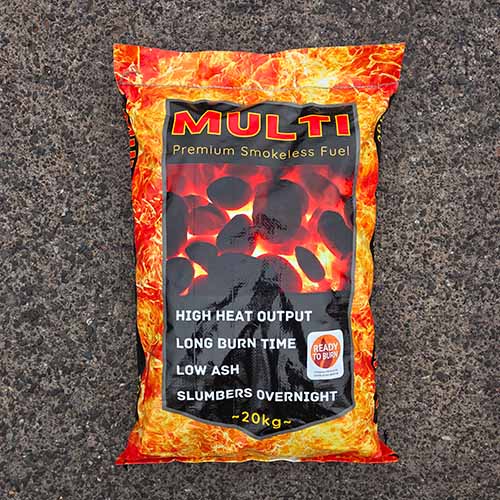 MULTI
Premium Smokeless Fuel
HIGH HEAT OUTPUT
LONG BURN TIME
LOW ASH
SLUMBERS OVERNIGHT
READY
TO BURN
~20kg~